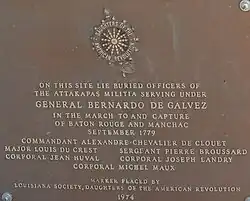 ON THIS SITE LIE BURIED OFFICERS OF
THE ATTAKAPAS MILITIA SERVING UNDER
GENERAL BERNARDO DE GALVEZ
IN THE MARCH TO AND CAPTURE
OF BATON ROUGE AND MANCHAC
SEPTEMBER 1779
COMMANDANT ALEXANDRE-CHEVALIER DE CLOUET
MAJOR LOUIS DU CREST SERGEANT PIERRE BROUSSARD
CORPORAL JEAN HUVAL CORPORAL JOSEPH LANDRY
CORPORAL MICHEL MAUX
MARKER PLACED BY
LOUISIANA SOCIETY, DAUGHTERS OF THE AMERICAN REVOLUTION
1974